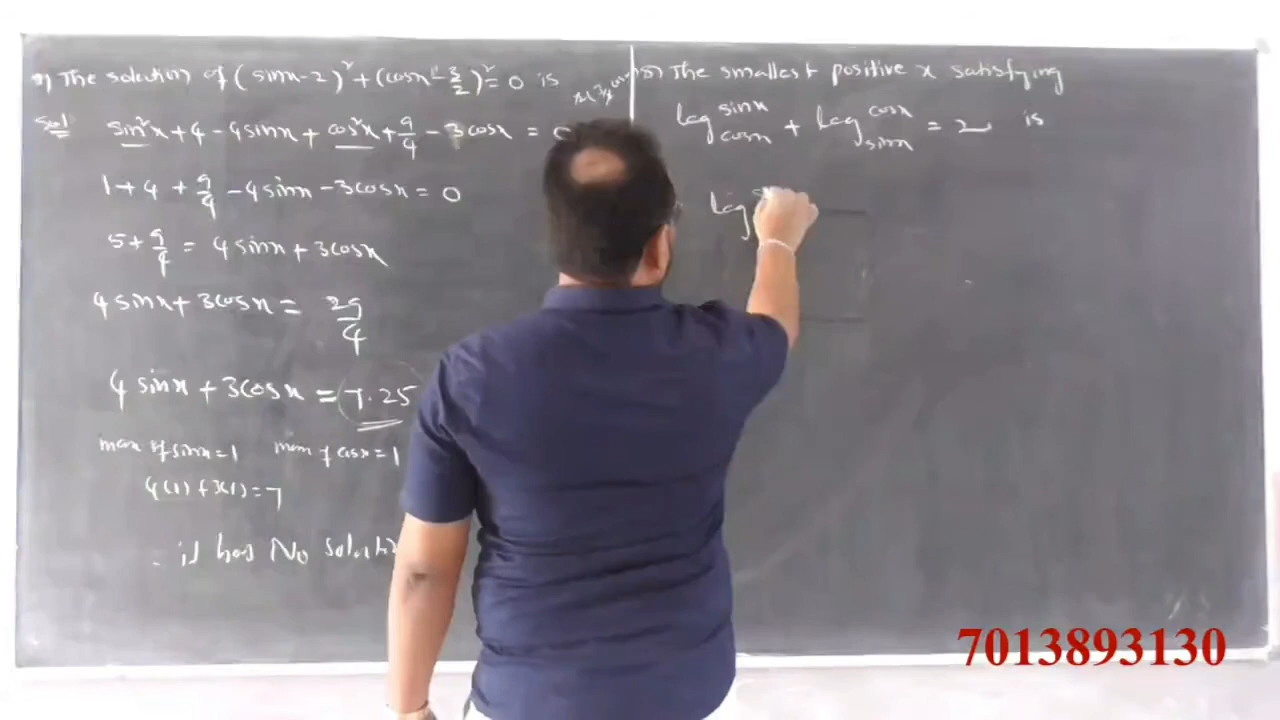 The solution of (sinx-2)² + (cosx-3/2)² = 0 is
Sol
sin²x + 4 - 4sinx + cos²x + 9/4 - 3cosx = 0
1 + 4 + 9/4 - 4sinx - 3cosx = 0
5 + 9/4 = 4sinx + 3cosx
4sinx + 3cosx = 29/4
4sinx + 3cosx = 7.25
max of sinx = 1 max of cosx = 1
4(1) + 3(1) = 7
it has No
The smallest positive x satisfying
log sinx cosx + log cosx sinx = 2 is
log
7013893130